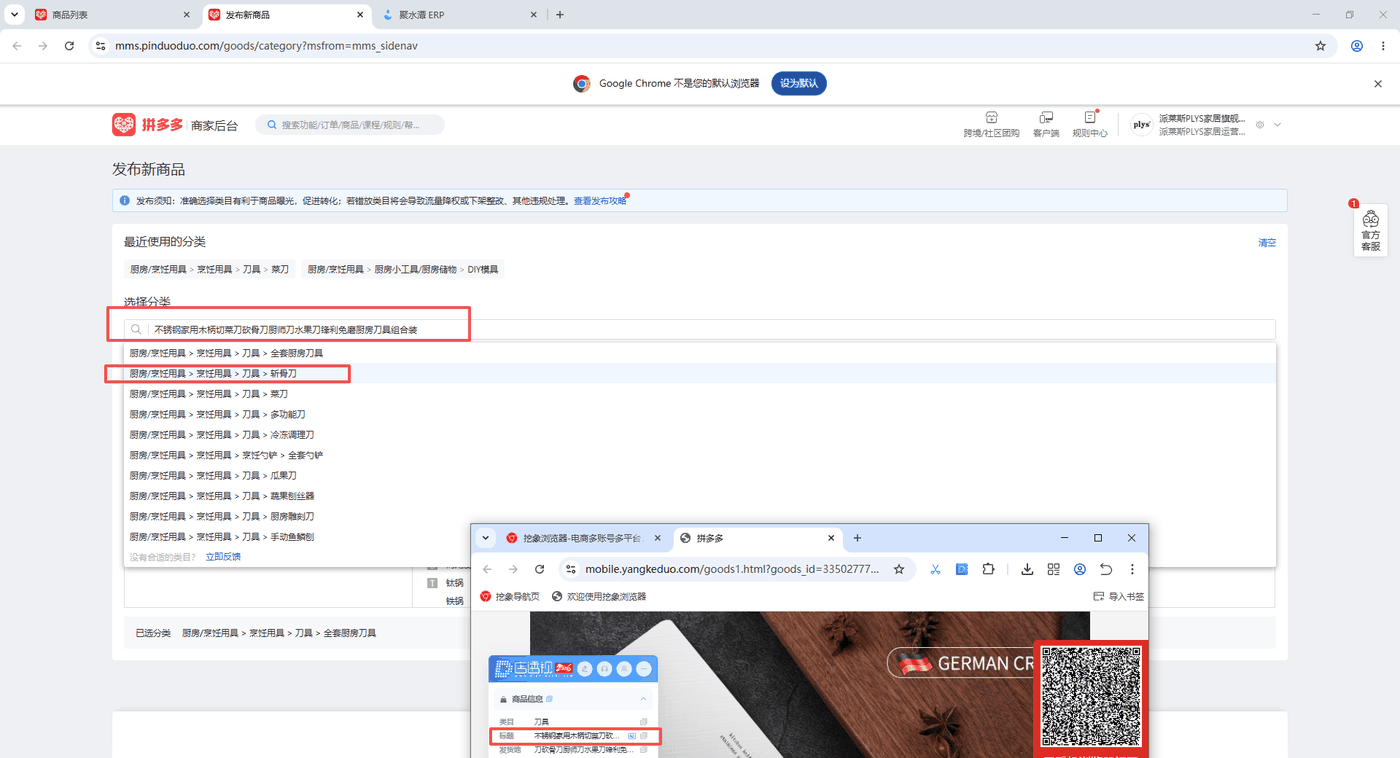 商品列表
发布新商品
聚水潭 ERP
mms.pinduoduo.com/goods/category?msfrom=mms_sidenav
Google Chrome 不是您的默认浏览器
设为默认
拼多多
商家后台
搜索功能/订单/商品/课程/规则/帮...
跨境/社区团购
客户端
规则中心
plys
派莱斯PLYS家居旗舰...
派莱斯PLYS家居运营...
发布新商品
发布须知：准确选择类目有利于商品曝光，促进转化；若错放类目将会导致流量降权或下架整改、其他违规处理。查看发布攻略
1
官方
客服
最近使用的分类
清空
厨房/烹饪用具 > 烹饪用具 > 刀具 > 菜刀
厨房/烹饪用具 > 厨房小工具/厨房储物 > DIY模具
选择分类
不锈钢家用木柄切菜刀砍骨刀厨师刀水果刀锋利免磨厨房刀具组合装
厨房/烹饪用具 > 烹饪用具 > 刀具 > 全套厨房刀具
厨房/烹饪用具 > 烹饪用具 > 刀具 > 斩骨刀
厨房/烹饪用具 > 烹饪用具 > 刀具 > 菜刀
厨房/烹饪用具 > 烹饪用具 > 刀具 > 多功能刀
厨房/烹饪用具 > 烹饪用具 > 刀具 > 冷冻调理刀
厨房/烹饪用具 > 烹饪用具 > 烹饪勺铲 > 全套勺铲
厨房/烹饪用具 > 烹饪用具 > 刀具 > 瓜果刀
厨房/烹饪用具 > 烹饪用具 > 刀具 > 蔬果刨丝器
厨房/烹饪用具 > 烹饪用具 > 刀具 > 厨房雕刻刀
厨房/烹饪用具 > 烹饪用具 > 刀具 > 手动鱼鳞刨
没有合适的类目？ 立即反馈
T 钛锅
铁锅
已选分类 厨房/烹饪用具 > 烹饪用具 > 刀具 > 全套厨房刀具
挖象浏览器-电商多账号多平台
拼多多
mobile.yangkeduo.com/goods1.html?goods_id=33502777...
挖象导航页
欢迎使用挖象浏览器
导入书签
GERMAN CR
店透视
商品信息
类目 刀具
标题 不锈钢家用木柄切菜刀砍...
发货地 刀砍骨刀厨师刀水果刀锋利免...